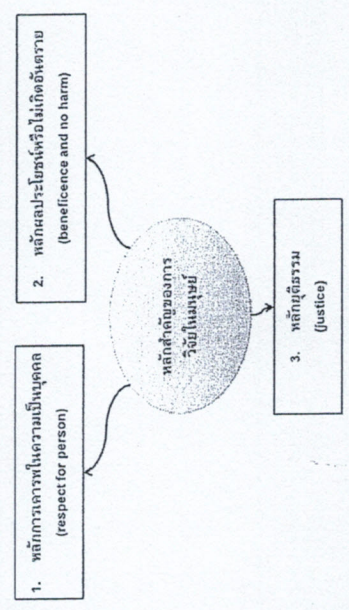 1. หลักการเคารพในความเป็นบุคคล
(respect for person)
2. หลักผลประโยชน์หรือไม่เกิดอันตราย
(beneficence and no harm)
หลักสำคัญของการ
วิจัยในมนุษย์
3. หลักยุติธรรม
(justice)